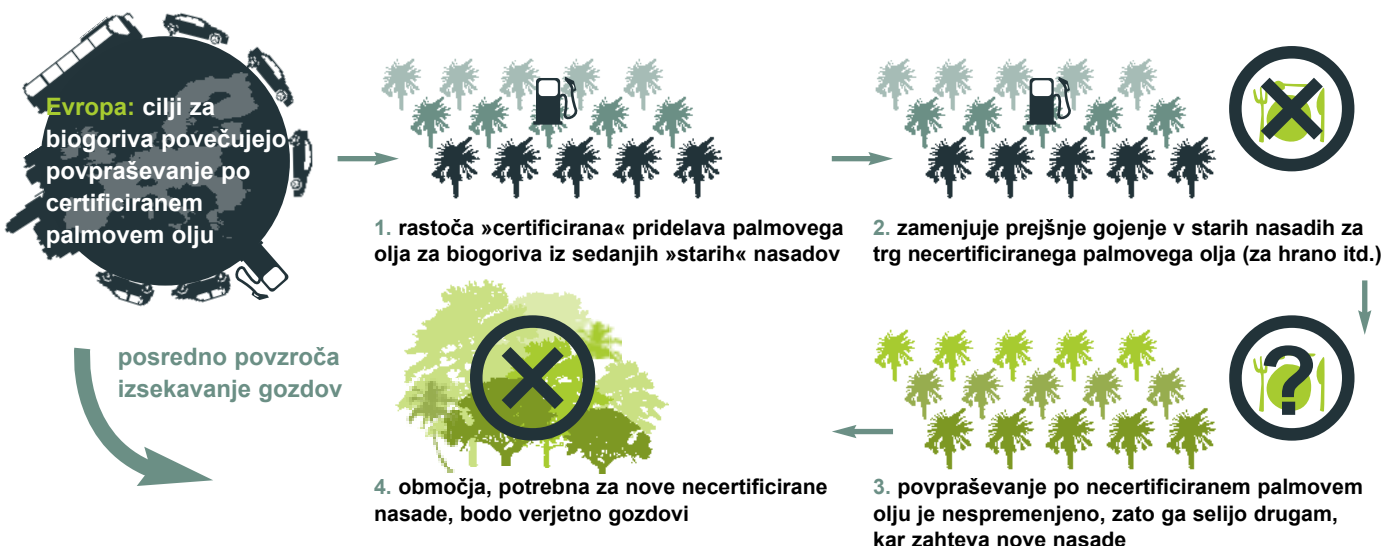 Evropa: cilji za
biogoriva povečujejo
povpraševanje po
certificiranem
palmovem olju
1. rastoča »certificirana« pridelava palmovega
olja za biogoriva iz sedanjih »starih« nasadov
2. zamenjuje prejšnje gojenje v starih nasadih za
trg necertificiranega palmovega olja (za hrano itd.)
?
3. povpraševanje po necertificiranem palmovem
olju je nespremenjeno, zato ga selijo drugam,
kar zahteva nove nasade
4. območja, potrebna za nove necertificirane
nasade, bodo verjetno gozdovi
posredno povzroča
izsekavanje gozdov